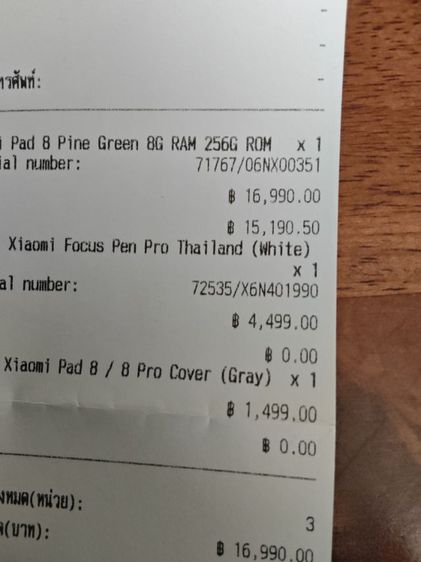 -
-
ทรศัพท์: -
i Pad 8 Pine Green 8G RAM 256G ROM x 1
ial number: 71767/06NX00351
฿ 16,990.00
฿ 15,190.50
Xiaomi Focus Pen Pro Thailand (White)
x 1
al number: 72535/X6N401990
฿ 4,499.00
฿ 0.00
Xiaomi Pad 8 / 8 Pro Cover (Gray) x 1
฿ 1,499.00
฿ 0.00
งหมด(หน่วย): 3
(บาท): ฿ 16,990.00